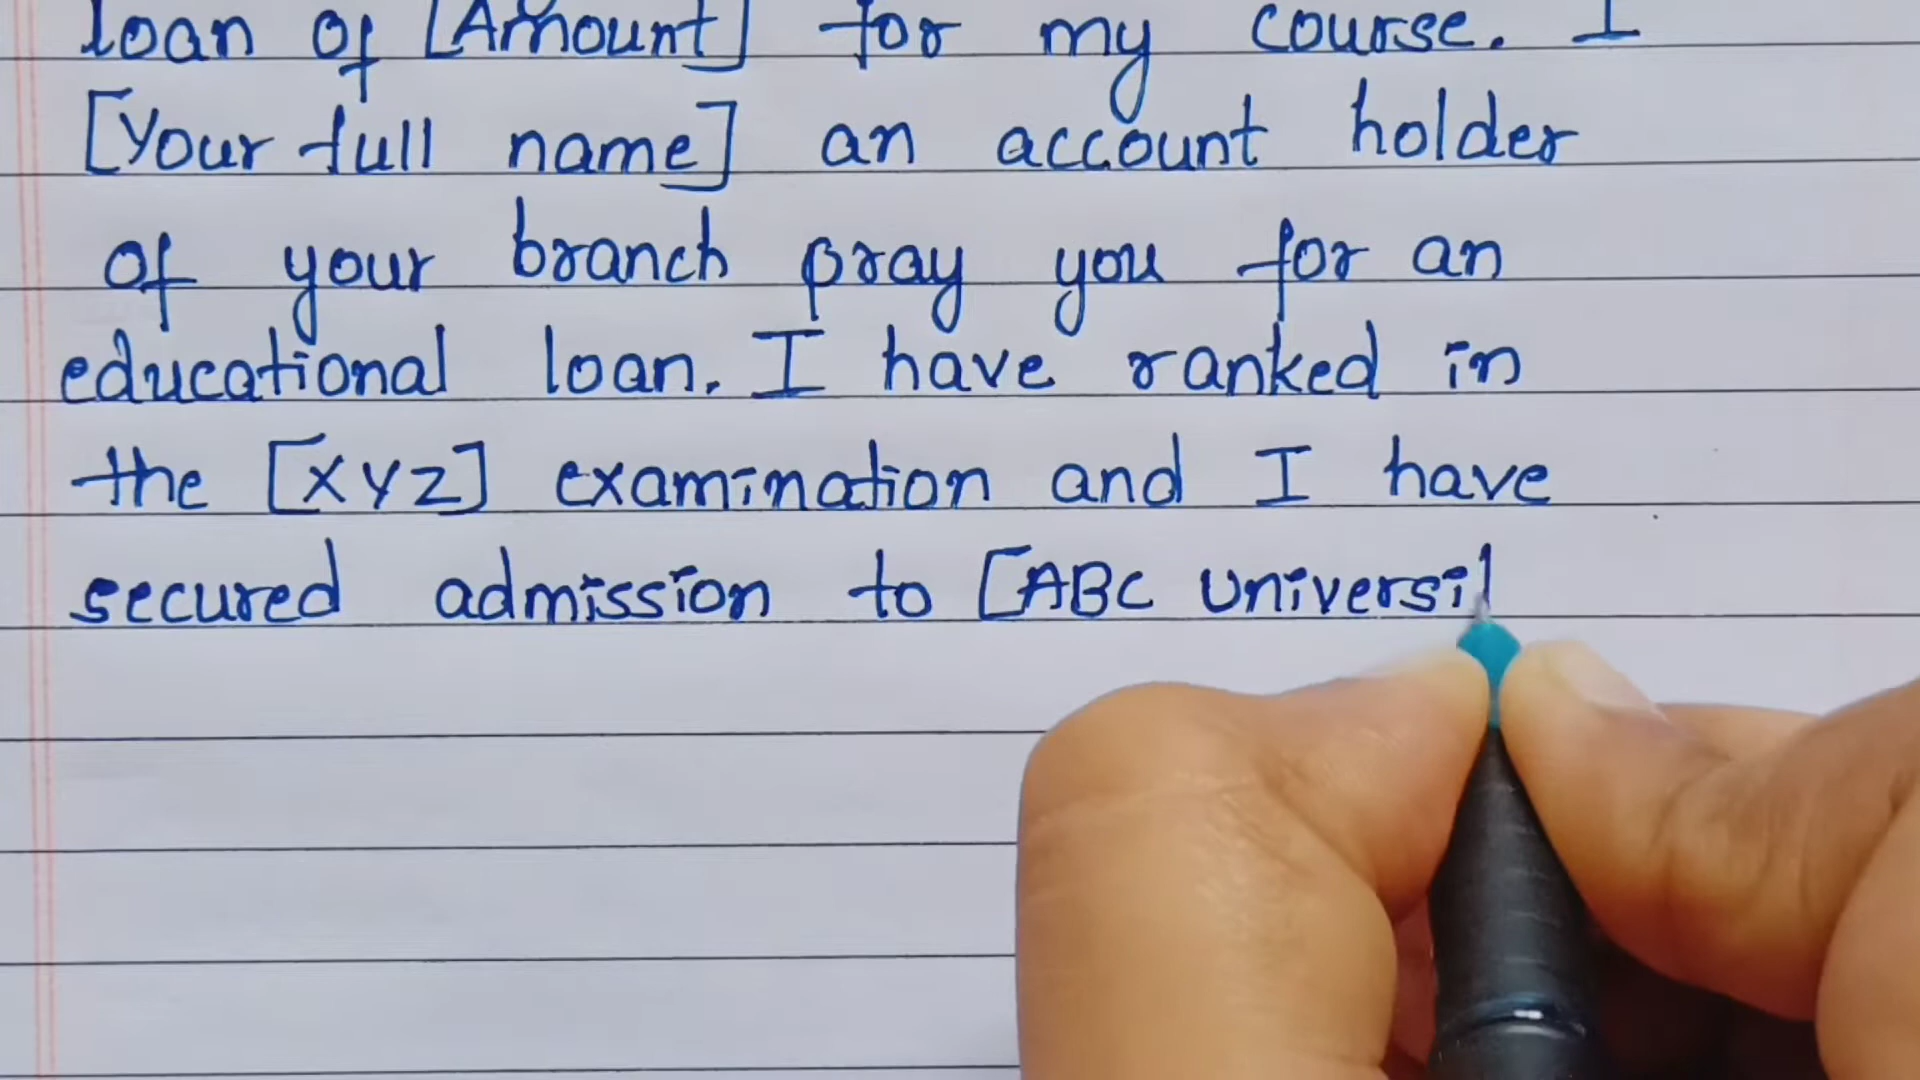 loan of [Amount] for my course. I
[Your full name] an account holder
of your branch pray you for an
educational loan. I have ranked in
the [XYZ] examination and I have
secured admission to [ABC Universi